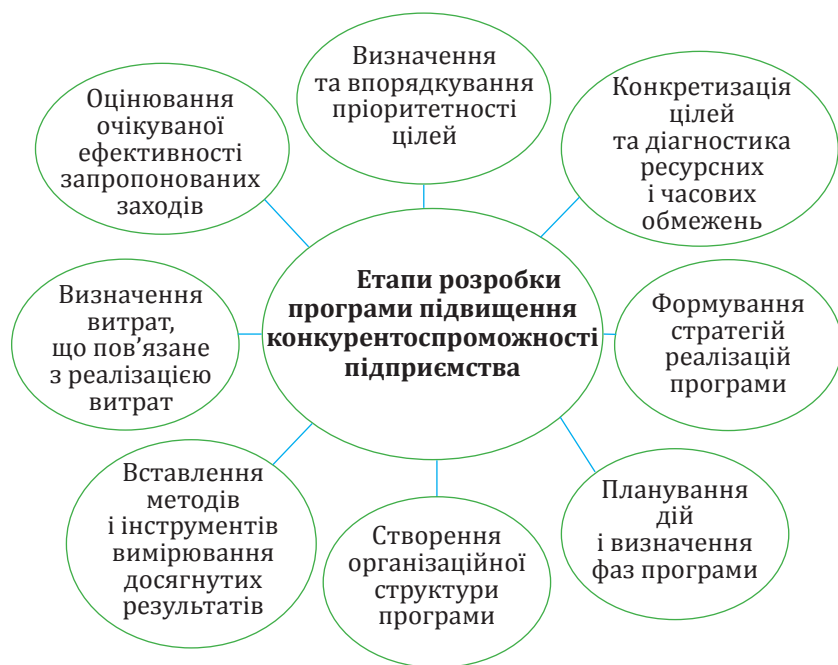 Визначення
та впорядкування
пріоритетності
цілей
Конкретизація
цілей
та діагностика
ресурсних
і часових
обмежень
Формування
стратегій
реалізацій
програми
Планування
дій
і визначення
фаз програми
Створення
організаційної
структури
програми
Вставлення
методів
і інструментів
вимірювання
досягнутих
результатів
Визначення
витрат,
що пов’язане
з реалізацією
витрат
Оцінювання
очікуваної
ефективності
запропонованих
заходів
Етапи розробки
програми підвищення
конкурентоспроможності
підприємства